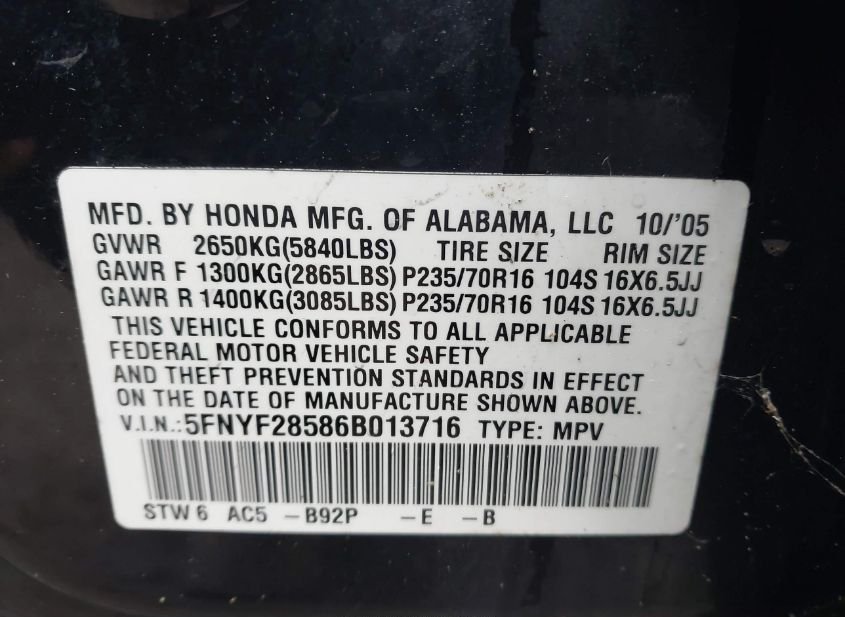 MFD. BY HONDA MFG. OF ALABAMA, LLC 10/'05
GVWR 2650KG(5840LBS) TIRE SIZE RIM SIZE
GAWR F 1300KG(2865LBS) P235/70R16 104S 16X6.5JJ
GAWR R 1400KG(3085LBS) P235/70R16 104S 16X6.5JJ
THIS VEHICLE CONFORMS TO ALL APPLICABLE
FEDERAL MOTOR VEHICLE SAFETY
AND THEFT PREVENTION STANDARDS IN EFFECT
ON THE DATE OF MANUFACTURE SHOWN ABOVE.
V.I.N.:5FNYF28586B013716 TYPE: MPV
STW 6 AC5 –B92P –E –B